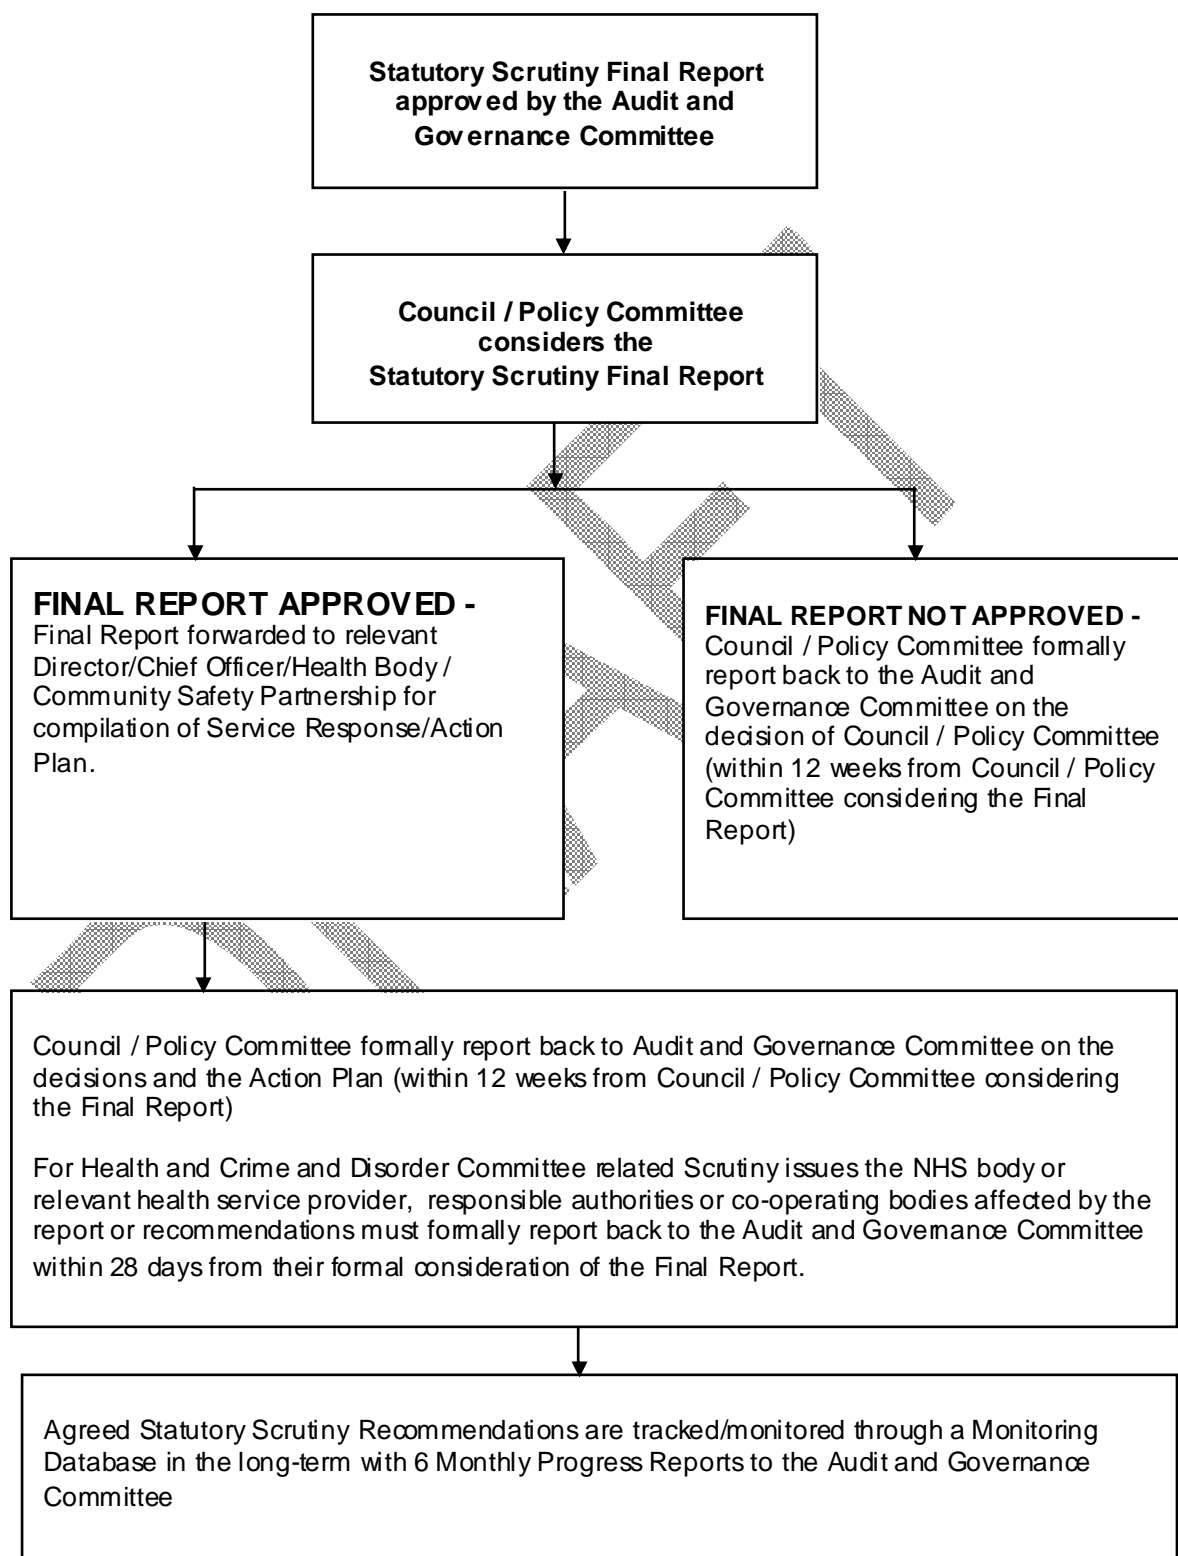 Statutory Scrutiny Final Report
approved by the Audit and
Governance Committee
Council / Policy Committee
considers the
Statutory Scrutiny Final Report
FINAL REPORT APPROVED -
Final Report forwarded to relevant
Director/Chief Officer/Health Body /
Community Safety Partnership for
compilation of Service Response/Action
Plan.
FINAL REPORT NOT APPROVED -
Council / Policy Committee formally
report back to the Audit and
Governance Committee on the
decision of Council / Policy Committee
(within 12 weeks from Council / Policy
Committee considering the Final
Report)
Council / Policy Committee formally report back to Audit and Governance Committee on the
decisions and the Action Plan (within 12 weeks from Council / Policy Committee considering
the Final Report)
For Health and Crime and Disorder Committee related Scrutiny issues the NHS body or
relevant health service provider, responsible authorities or co-operating bodies affected by the
report or recommendations must formally report back to the Audit and Governance Committee
within 28 days from their formal consideration of the Final Report.
Agreed Statutory Scrutiny Recommendations are tracked/monitored through a Monitoring
Database in the long-term with 6 Monthly Progress Reports to the Audit and Governance
Committee